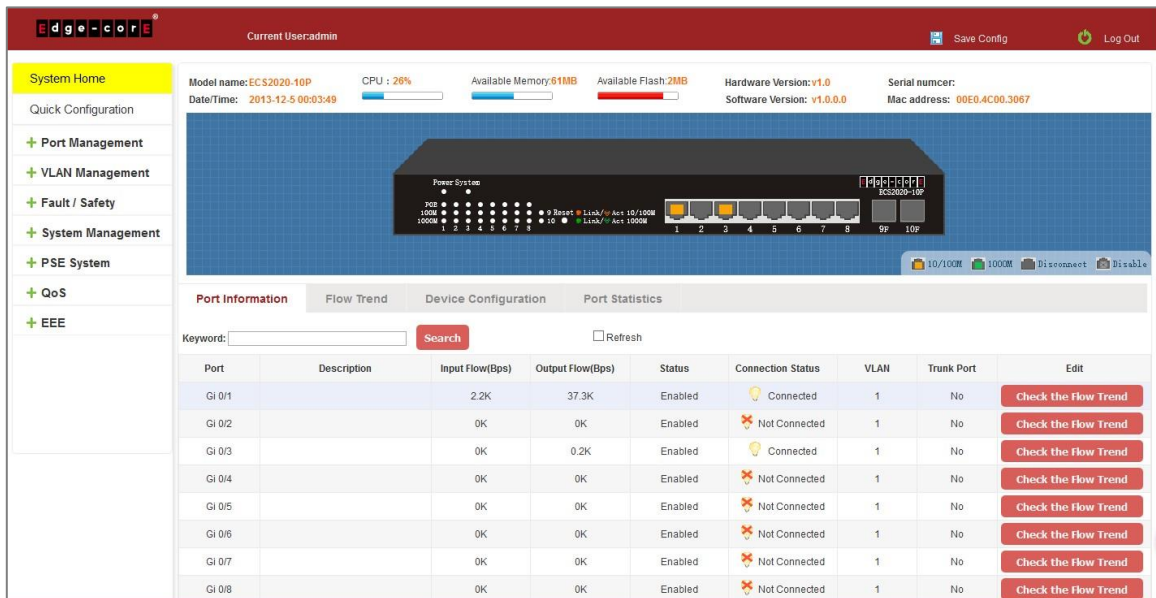 Edge-corE®
Current User:admin
Save Config
Log Out
System Home
Quick Configuration
+ Port Management
+ VLAN Management
+ Fault / Safety
+ System Management
+ PSE System
+ QoS
+ EEE
Model name:ECS2020-10P CPU : 26% Available Memory:61MB Available Flash:2MB Hardware Version:v1.0 Serial numcer:
Date/Time: 2013-12-5 00:03:49 Software Version: v1.0.0.0 Mac address: 00E0.4C00.3067
Power System
Edge-corE
ECS2020-10P
POE
100M 9 Reset Link/Act 10/100M
1000M 10 Link/Act 1000M
1 2 3 4 5 6 7 8
1 2 3 4 5 6 7 8 9F 10F
10/100M 1000M Disconnect Disable
Port Information Flow Trend Device Configuration Port Statistics
Keyword: Search Refresh
Port Description Input Flow(Bps) Output Flow(Bps) Status Connection Status VLAN Trunk Port Edit
Gi 0/1 2.2K 37.3K Enabled Connected 1 No Check the Flow Trend
Gi 0/2 0K 0K Enabled Not Connected 1 No Check the Flow Trend
Gi 0/3 0K 0.2K Enabled Connected 1 No Check the Flow Trend
Gi 0/4 0K 0K Enabled Not Connected 1 No Check the Flow Trend
Gi 0/5 0K 0K Enabled Not Connected 1 No Check the Flow Trend
Gi 0/6 0K 0K Enabled Not Connected 1 No Check the Flow Trend
Gi 0/7 0K 0K Enabled Not Connected 1 No Check the Flow Trend
Gi 0/8 0K 0K Enabled Not Connected 1 No Check the Flow Trend